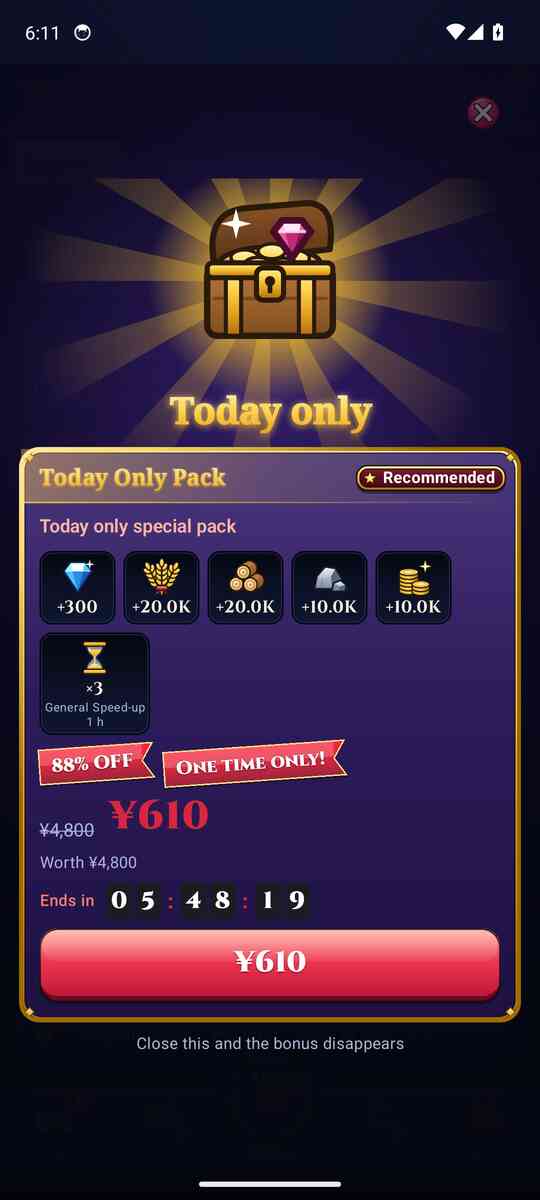 6:11
Today only
Today Only Pack
★ Recommended
Today only special pack
+300
+20.0K
+20.0K
+10.0K
+10.0K
×3
General Speed-up
1 h
88% OFF
ONE TIME ONLY!
¥4,800 ¥610
Worth ¥4,800
Ends in 05:48:19
¥610
Close this and the bonus disappears